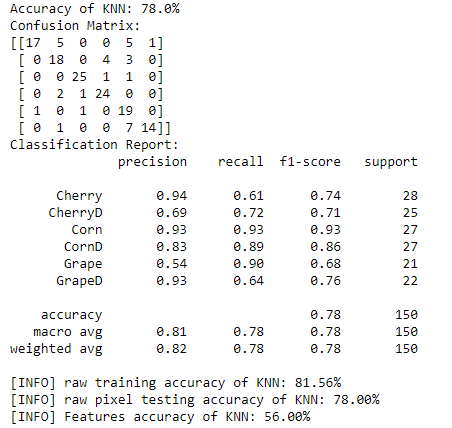 Accuracy of KNN: 78.0%
Confusion Matrix:
[[17  5  0  0  5  1]
 [ 0 18  0  4  3  0]
 [ 0  0 25  1  1  0]
 [ 0  2  1 24  0  0]
 [ 1  0  1  0 19  0]
 [ 0  1  0  0  7 14]]
Classification Report:
              precision    recall  f1-score   support

      Cherry       0.94      0.61      0.74        28
     CherryD       0.69      0.72      0.71        25
        Corn       0.93      0.93      0.93        27
       CornD       0.83      0.89      0.86        27
       Grape       0.54      0.90      0.68        21
      GrapeD       0.93      0.64      0.76        22

    accuracy                           0.78       150
   macro avg       0.81      0.78      0.78       150
weighted avg       0.82      0.78      0.78       150

[INFO] raw training accuracy of KNN: 81.56%
[INFO] raw pixel testing accuracy of KNN: 78.00%
[INFO] Features accuracy of KNN: 56.00%